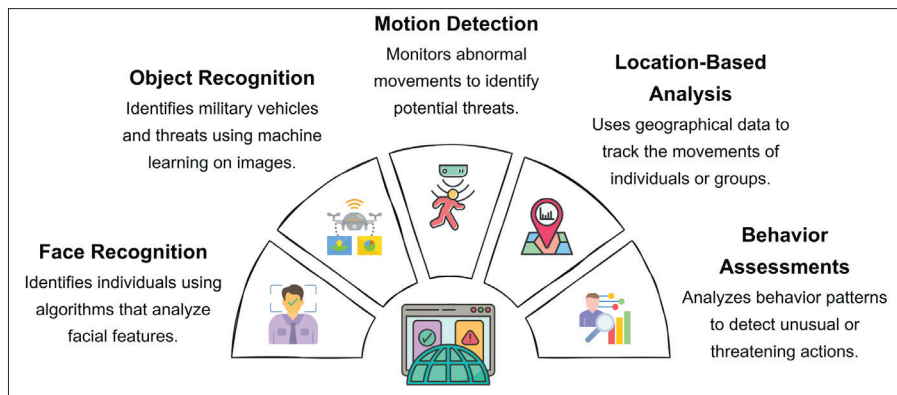 Motion Detection
Monitors abnormal
movements to identify
potential threats.
Object Recognition
Identifies military vehicles
and threats using machine
learning on images.
Location-Based
Analysis
Uses geographical data to
track the movements of
individuals or groups.
Face Recognition
Identifies individuals using
algorithms that analyze
facial features.
Behavior
Assessments
Analyzes behavior patterns
to detect unusual or
threatening actions.